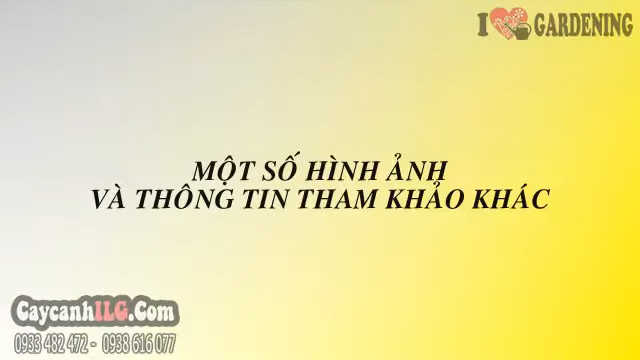 I GARDENING
MỘT SỐ HÌNH ẢNH
VÀ THÔNG TIN THAM KHẢO KHÁC
CaycanhILG.Com
0933 482 472 - 0938 616 077